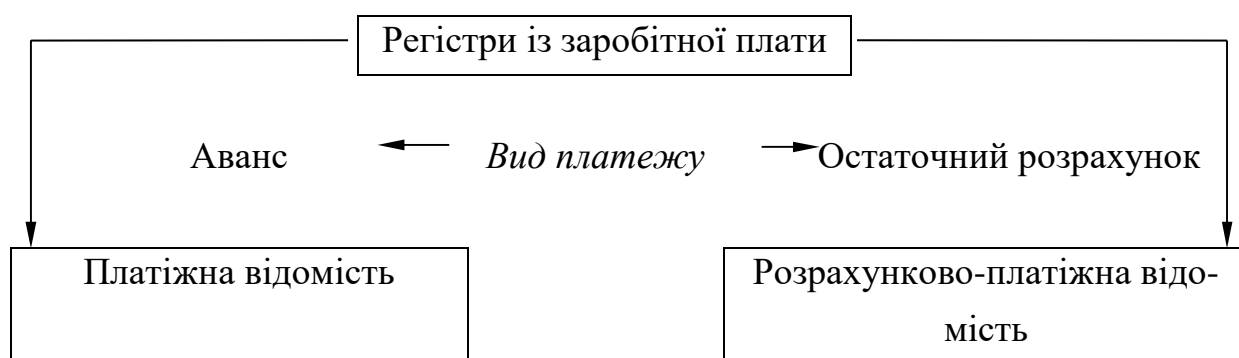 Регістри із заробітної плати
Аванс
Вид платежу
Остаточний розрахунок
Платіжна відомість
Розрахунково-платіжна відо-
мість